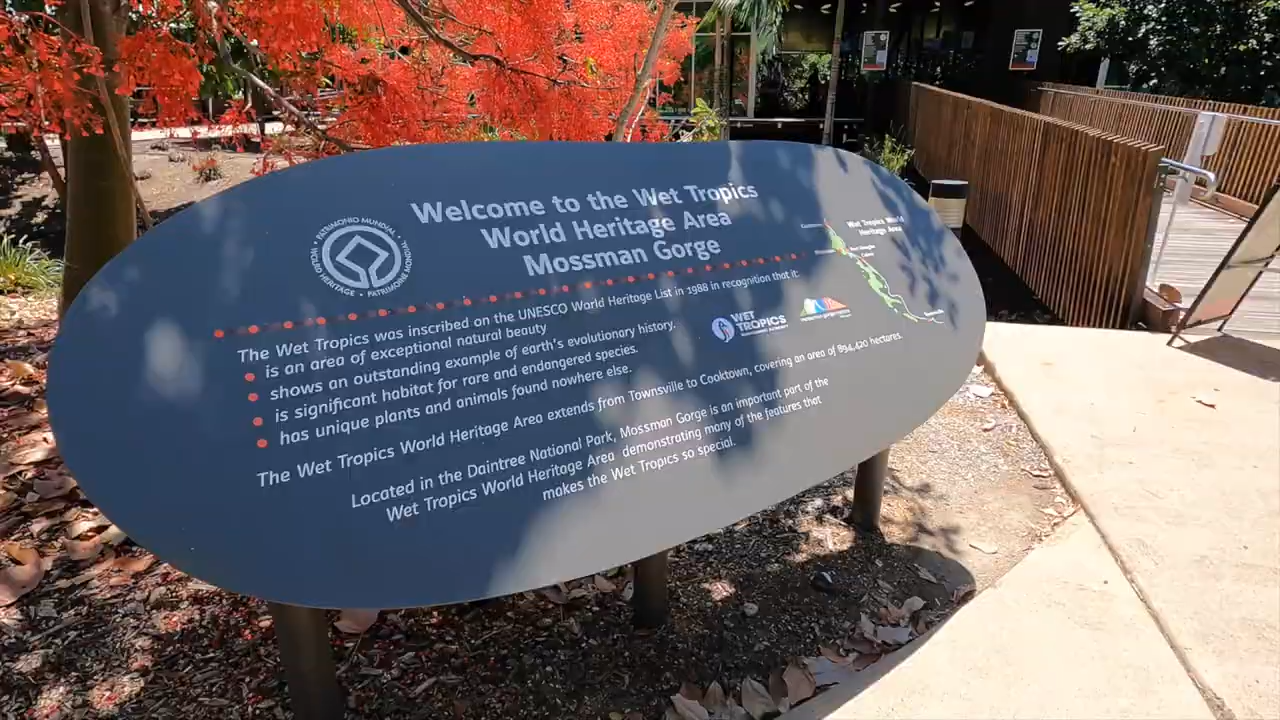 Welcome to the Wet Tropics
World Heritage Area
Mossman Gorge
PATRIMONIO MUNDIAL • WORLD HERITAGE • PATRIMOINE MONDIAL •
Wet Tropics World
Heritage Area
The Wet Tropics was inscribed on the UNESCO World Heritage List in 1988 in recognition that it:
is an area of exceptional natural beauty
shows an outstanding example of earth's evolutionary history.
is significant habitat for rare and endangered species.
has unique plants and animals found nowhere else.
WET
TROPICS
The Wet Tropics World Heritage Area extends from Townsville to Cooktown, covering an area of 894,420 hectares.
Located in the Daintree National Park, Mossman Gorge is an important part of the
Wet Tropics World Heritage Area demonstrating many of the features that
makes the Wet Tropics so special.